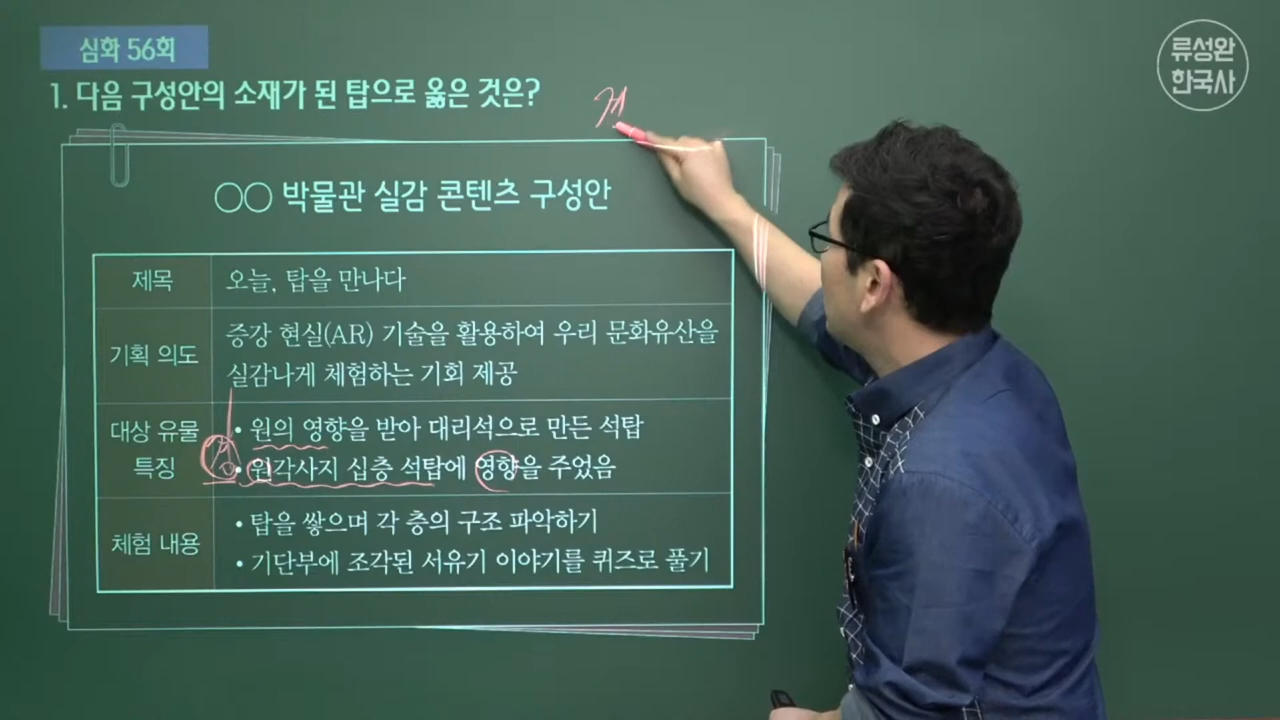 심화 56회
류성완
한국사
1. 다음 구성안의 소재가 된 탑으로 옳은 것은?
○○ 박물관 실감 콘텐츠 구성안
제목
오늘, 탑을 만나다
기획 의도
증강 현실(AR) 기술을 활용하여 우리 문화유산을
실감나게 체험하는 기회 제공
대상 유물
특징
• 원의 영향을 받아 대리석으로 만든 석탑
• 원각사지 십층 석탑에 영향을 주었음
체험 내용
• 탑을 쌓으며 각 층의 구조 파악하기
• 기단부에 조각된 서유기 이야기를 퀴즈로 풀기